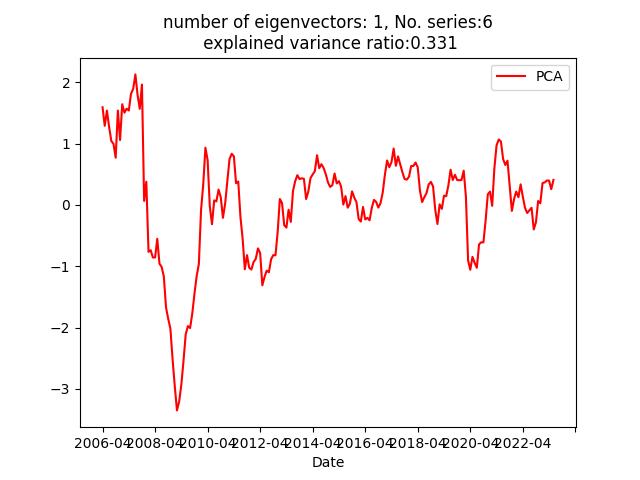 number of eigenvectors: 1, No. series:6
explained variance ratio:0.331
PCA
2
1
0
−1
−2
−3
2006-04 2008-04 2010-04 2012-04 2014-04 2016-04 2018-04 2020-04 2022-04
Date